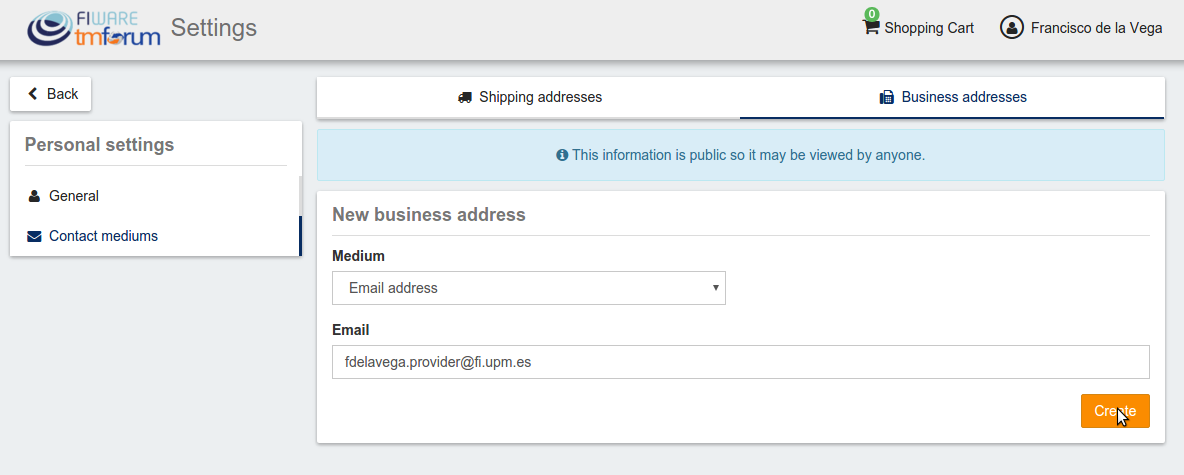 FIWARE
tmforum
Settings
0
Shopping Cart
Francisco de la Vega
Back
Personal settings
General
Contact mediums
Shipping addresses
Business addresses
This information is public so it may be viewed by anyone.
New business address
Medium
Email address
Email
fdelavega.provider@fi.upm.es
Create